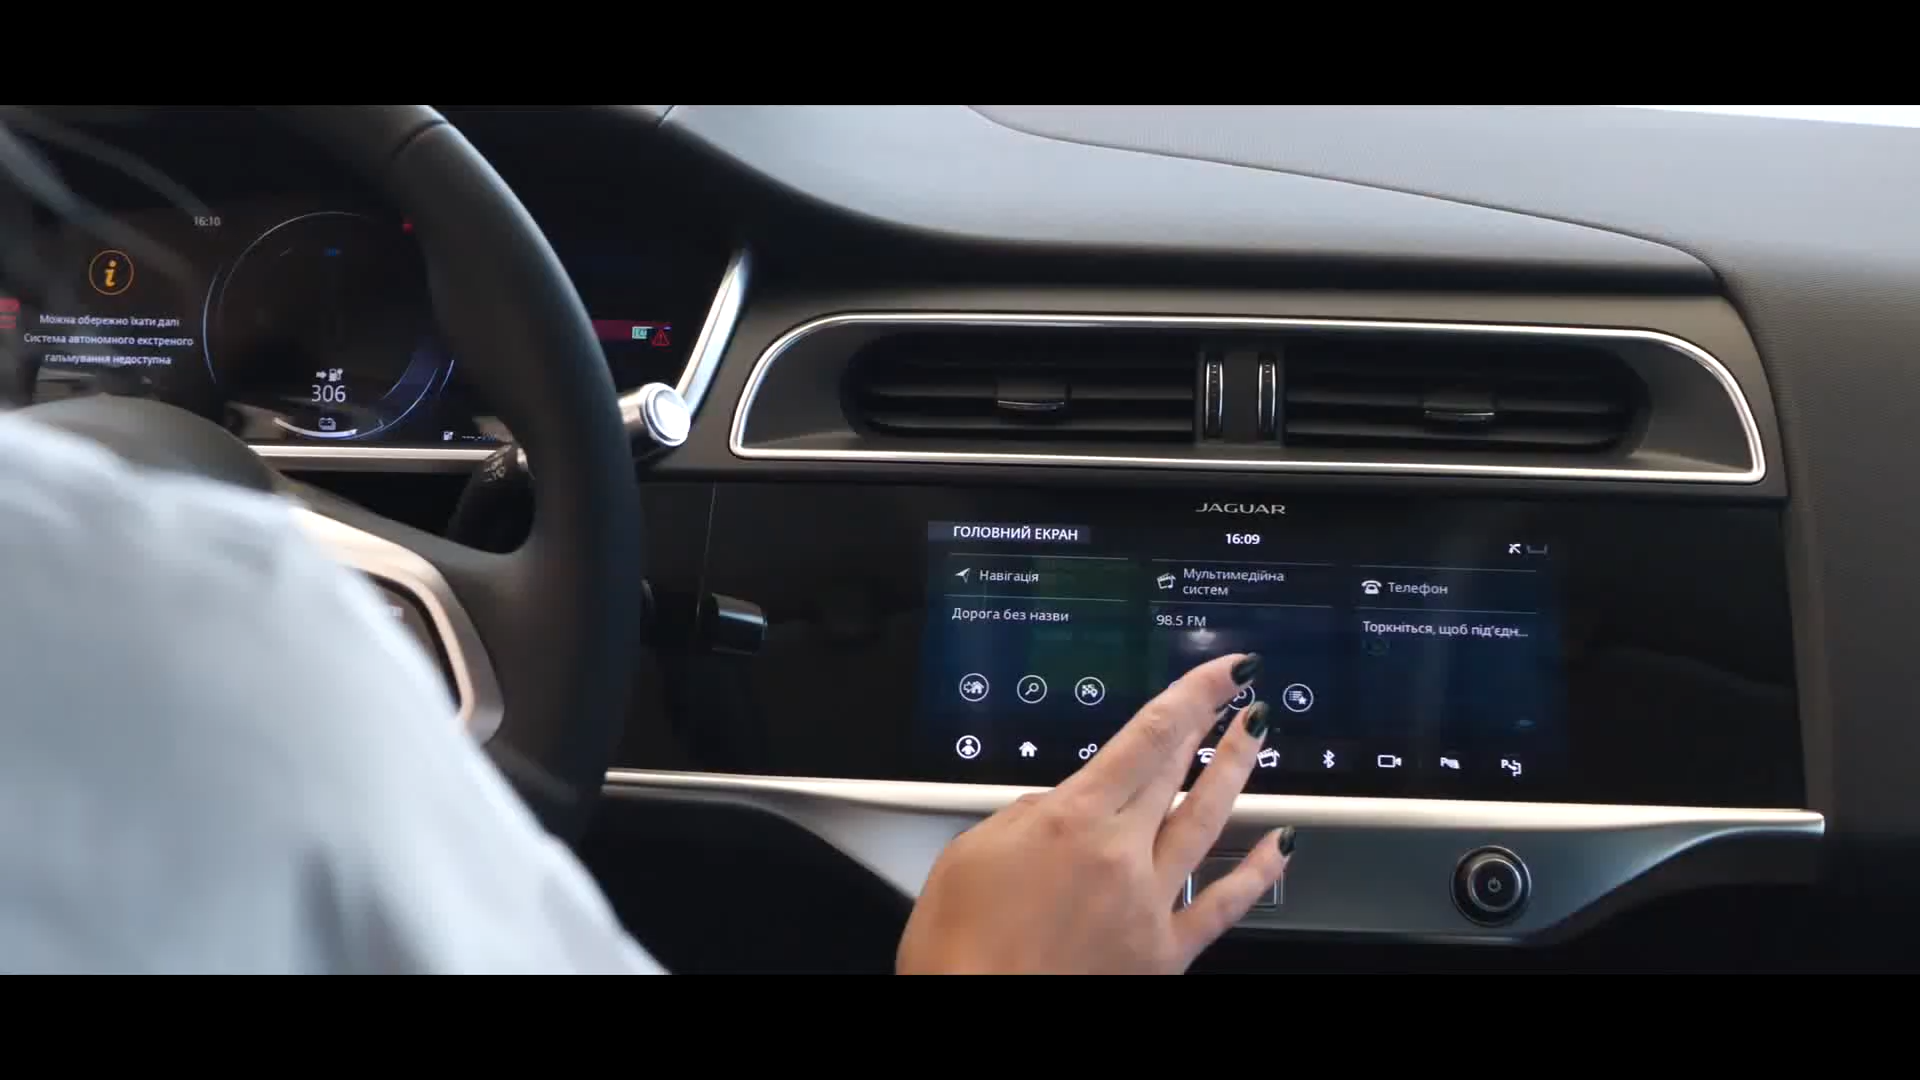 16:10
Можна обережно їхати далі
Система автономного екстреного
гальмування недоступна
306
JAGUAR
ГОЛОВНИЙ ЕКРАН
16:09
Навігація
Мультимедійна
систем
Телефон
Дорога без назви
98.5 FM
Торкніться, щоб під'єдн...